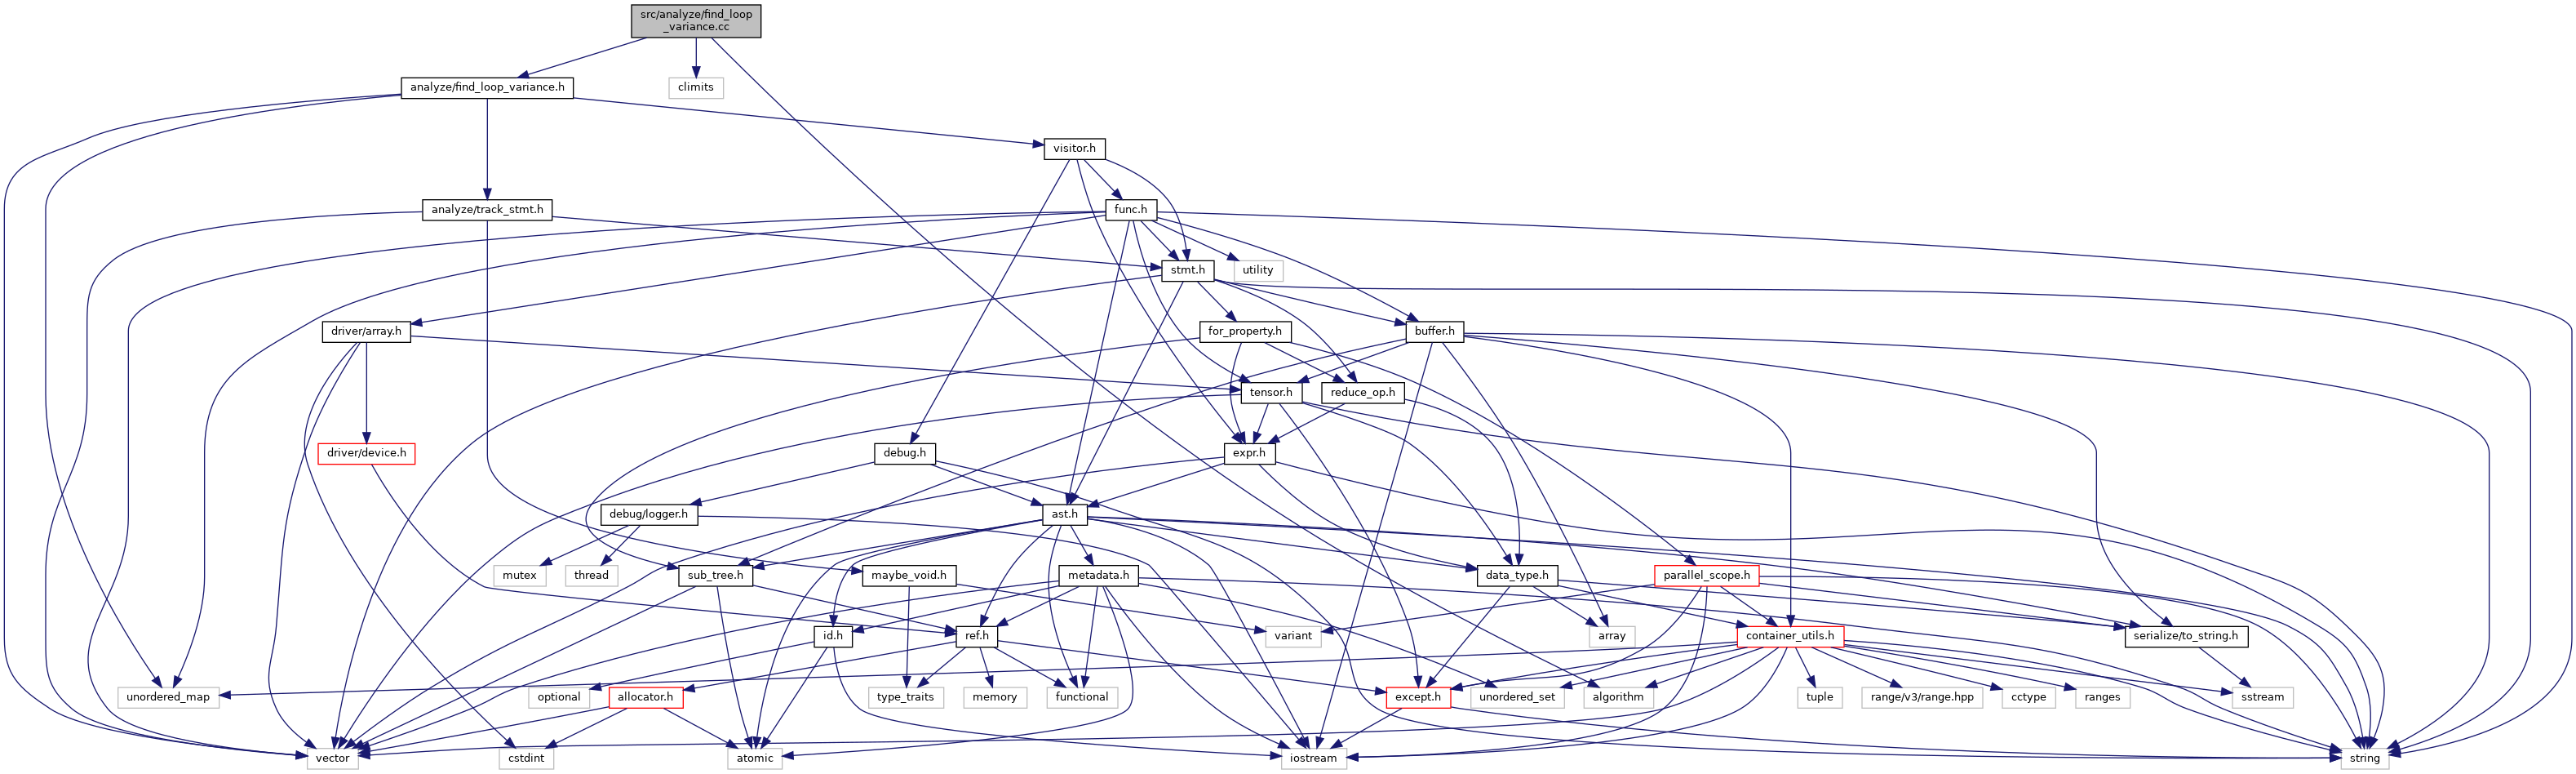 src/analyze/find_loop
_variance.cc
analyze/find_loop_variance.h
climits
visitor.h
analyze/track_stmt.h
func.h
stmt.h
utility
driver/array.h
for_property.h
buffer.h
tensor.h
reduce_op.h
driver/device.h
debug.h
expr.h
debug/logger.h
ast.h
mutex
thread
sub_tree.h
maybe_void.h
metadata.h
data_type.h
parallel_scope.h
id.h
ref.h
variant
array
container_utils.h
serialize/to_string.h
unordered_map
optional
allocator.h
type_traits
memory
functional
except.h
unordered_set
algorithm
tuple
range/v3/range.hpp
cctype
ranges
sstream
vector
cstdint
atomic
iostream
string